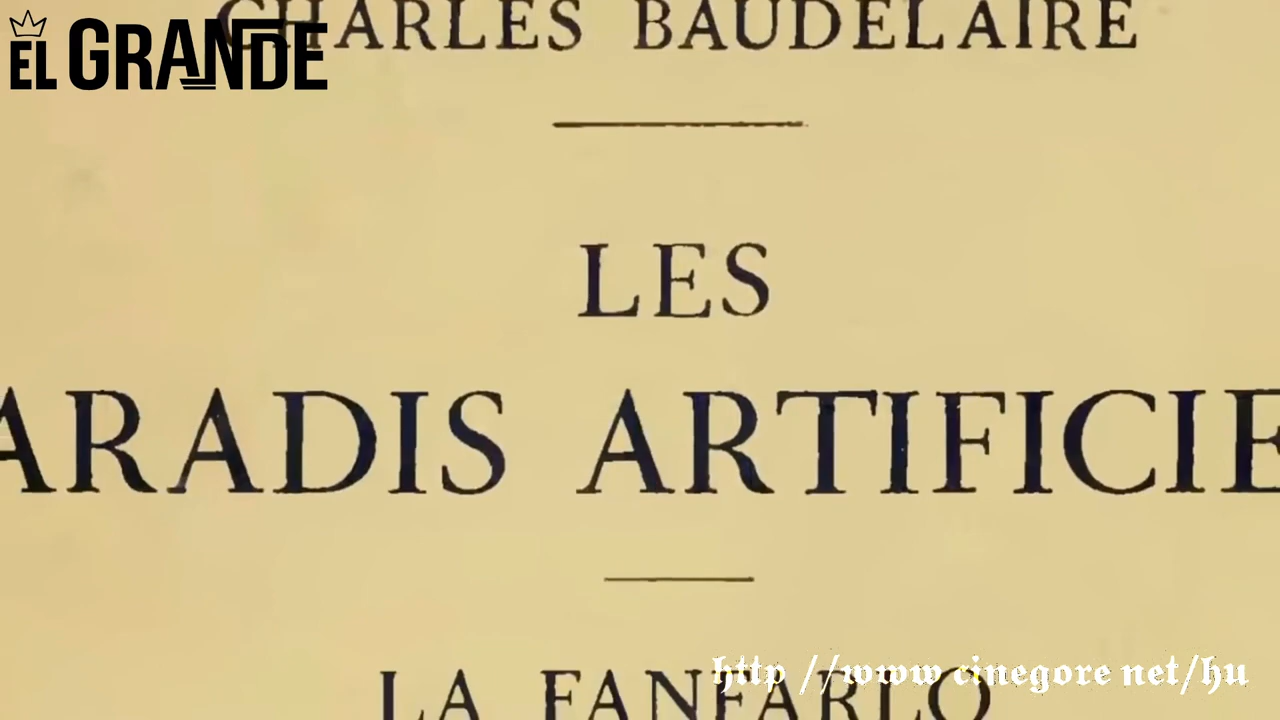 EL GRANDE
CHARLES BAUDELAIRE
LES
ARADIS ARTIFICIE
LA FANFARLO
http //www cinegore net/hu